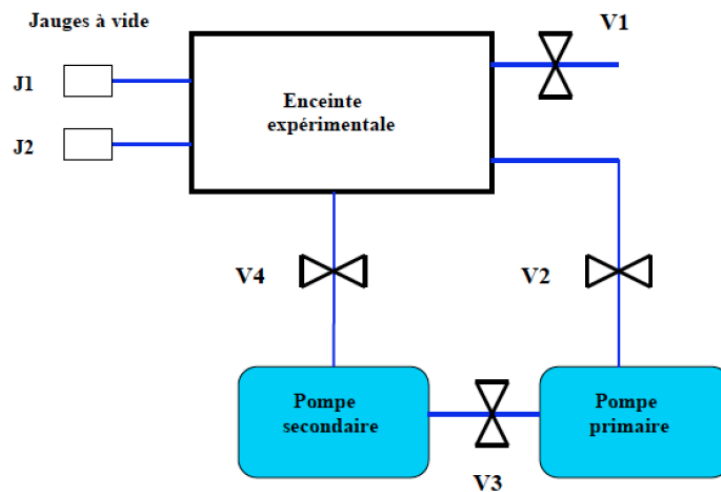 Jauges à vide
V1
J1
Enceinte
expérimentale
J2
V4
V2
Pompe
secondaire
Pompe
primaire
V3